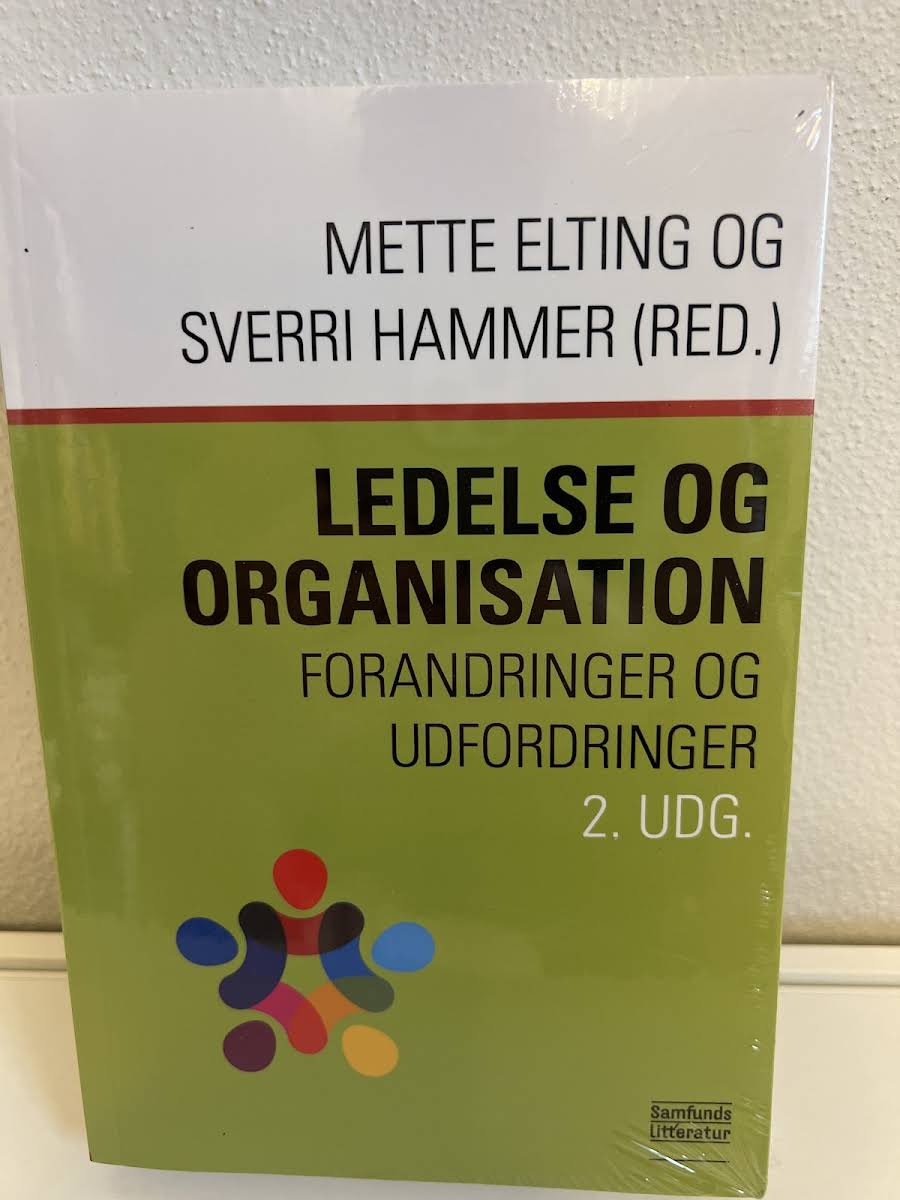 METTE ELTING OG
SVERRI HAMMER (RED.)
LEDELSE OG
ORGANISATION
FORANDRINGER OG
UDFORDRINGER
2. UDG.
Samfunds
litteratur